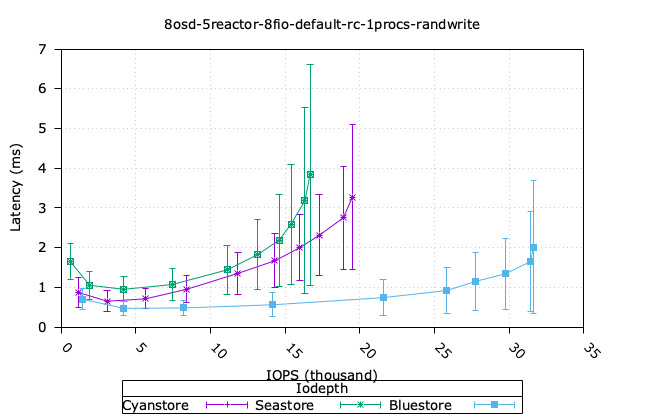 8osd-5reactor-8fio-default-rc-1procs-randwrite
7
6
5
4
3
2
1
0
Latency (ms)
0 5 10 15 20 25 30 35
IOPS (thousand)
Iodepth
Cyanstore Seastore Bluestore